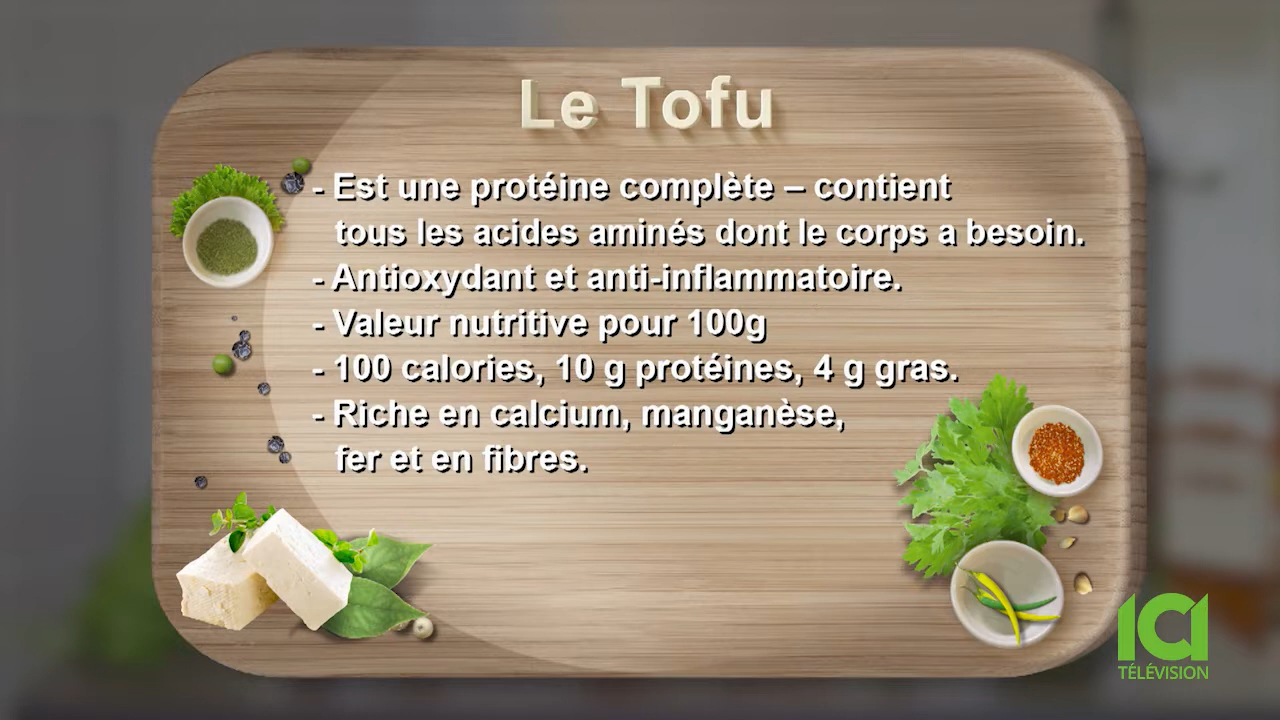 Le Tofu
- Est une protéine complète – contient
tous les acides aminés dont le corps a besoin.
- Antioxydant et anti-inflammatoire.
- Valeur nutritive pour 100g
- 100 calories, 10 g protéines, 4 g gras.
- Riche en calcium, manganèse,
fer et en fibres.
ICI
TÉLÉVISION